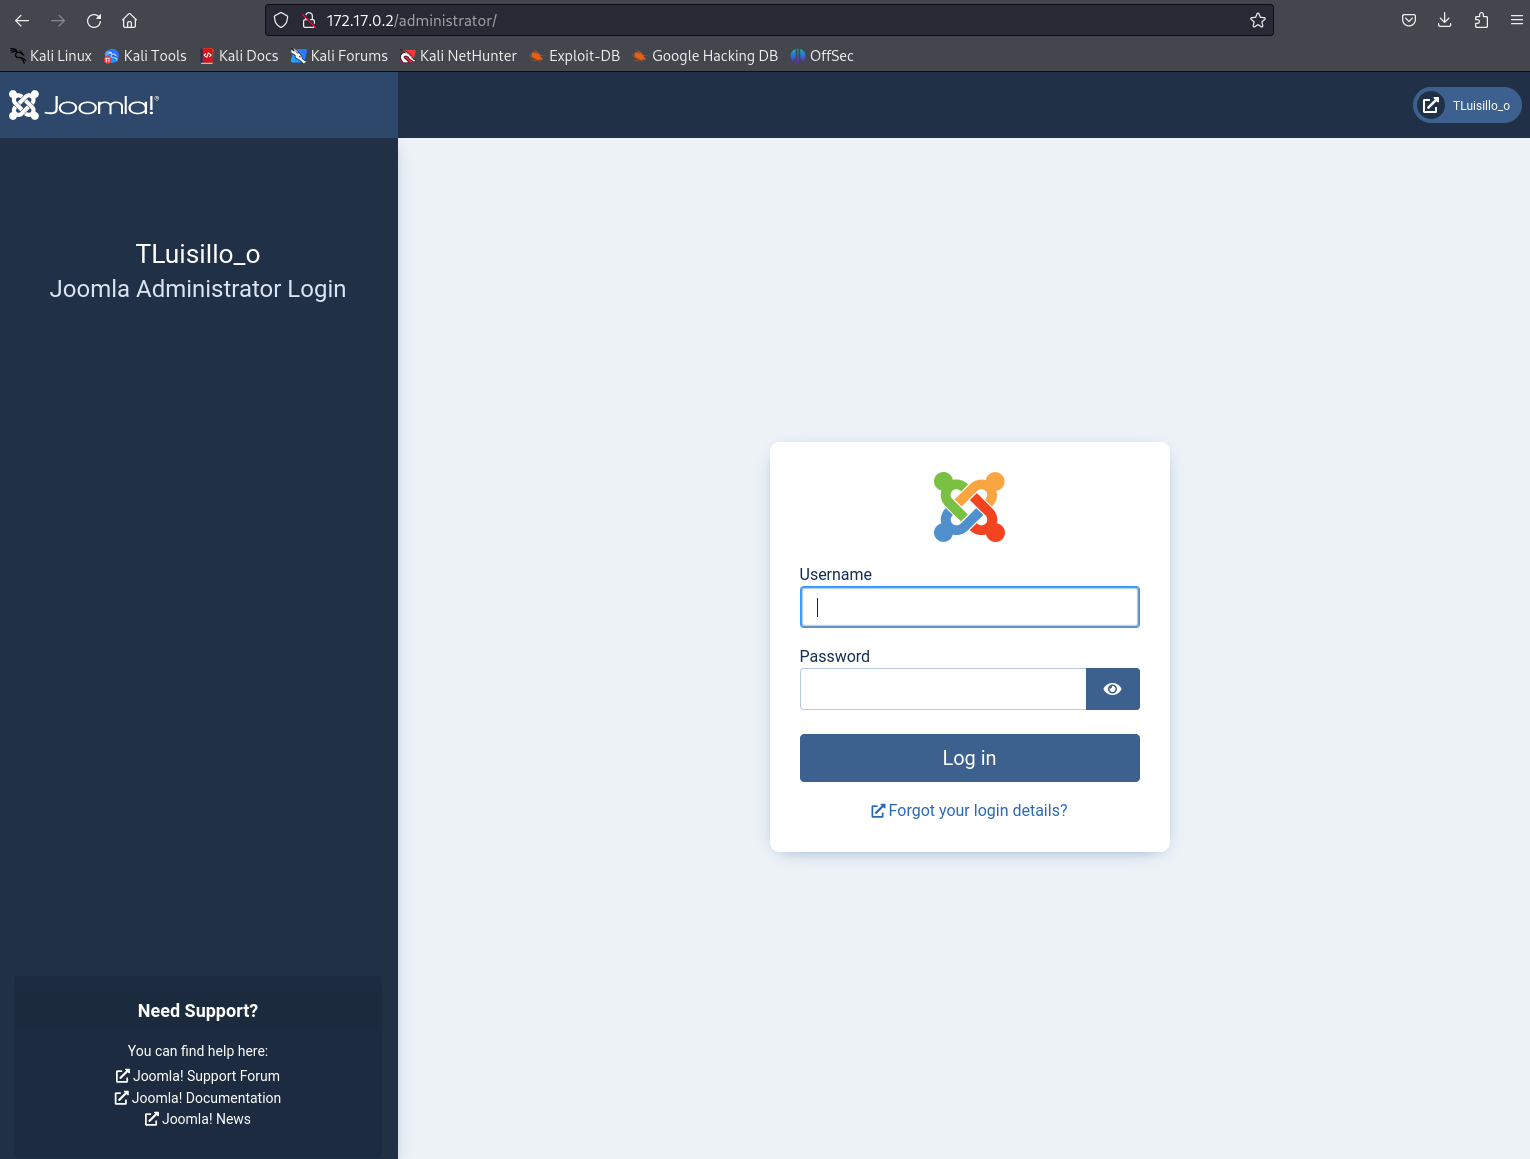 172.17.0.2/administrator/
Kali Linux Kali Tools Kali Docs Kali Forums Kali NetHunter Exploit-DB Google Hacking DB OffSec
Joomla!®
TLuisillo_o
TLuisillo_o
Joomla Administrator Login
Username
Password
Log in
Forgot your login details?
Need Support?
You can find help here:
Joomla! Support Forum
Joomla! Documentation
Joomla! News